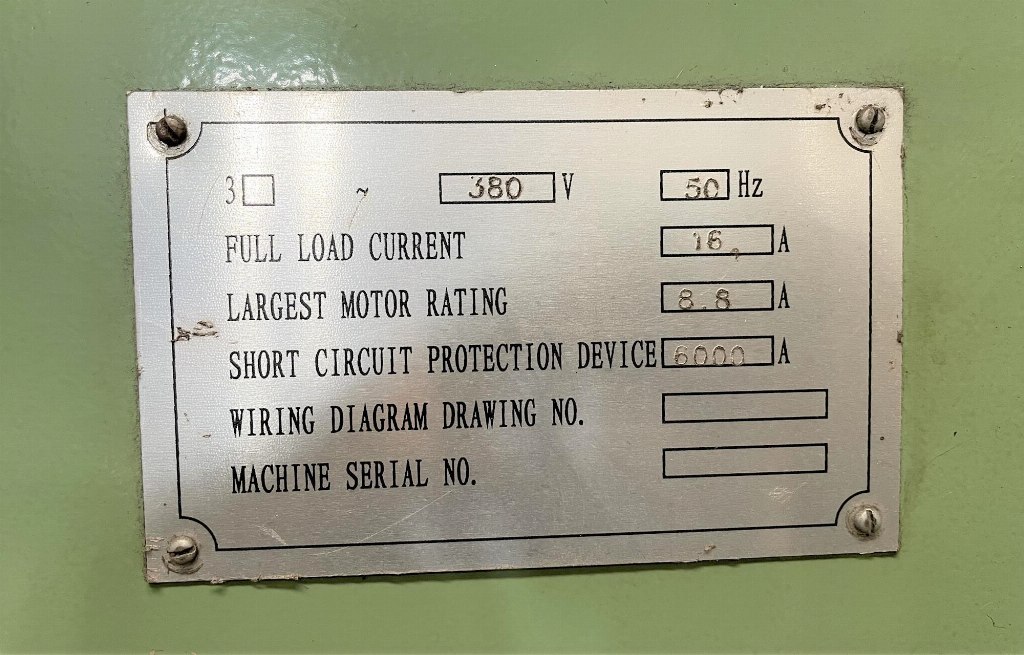 3 ~ 380 V 50 Hz
FULL LOAD CURRENT 16 A
LARGEST MOTOR RATING 8.8 A
SHORT CIRCUIT PROTECTION DEVICE 6000 A
WIRING DIAGRAM DRAWING NO.
MACHINE SERIAL NO.